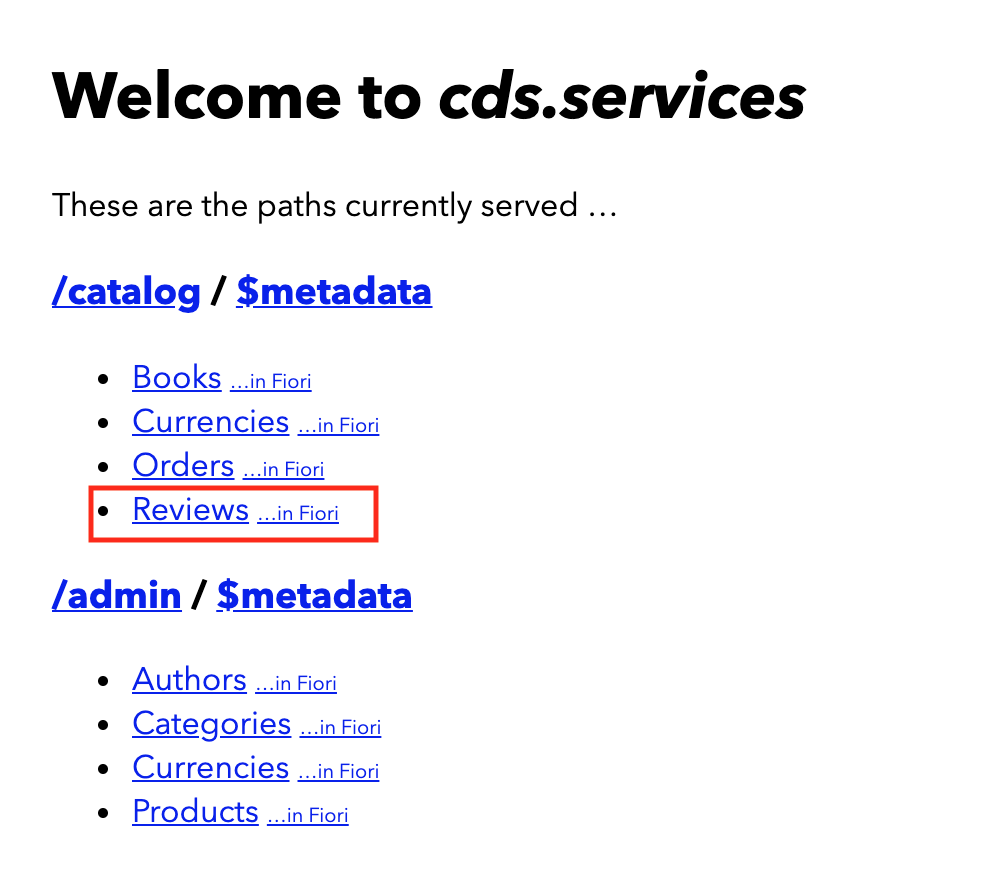 Welcome to cds.services
These are the paths currently served …
/catalog / $metadata
• Books …in Fiori
• Currencies …in Fiori
• Orders …in Fiori
• Reviews …in Fiori
/admin / $metadata
• Authors …in Fiori
• Categories …in Fiori
• Currencies …in Fiori
• Products …in Fiori